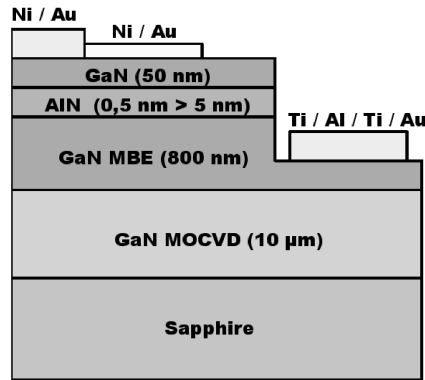 Ni / Au
Ni / Au
GaN (50 nm)
AlN (0,5 nm > 5 nm)
Ti / Al / Ti / Au
GaN MBE (800 nm)
GaN MOCVD (10 µm)
Sapphire